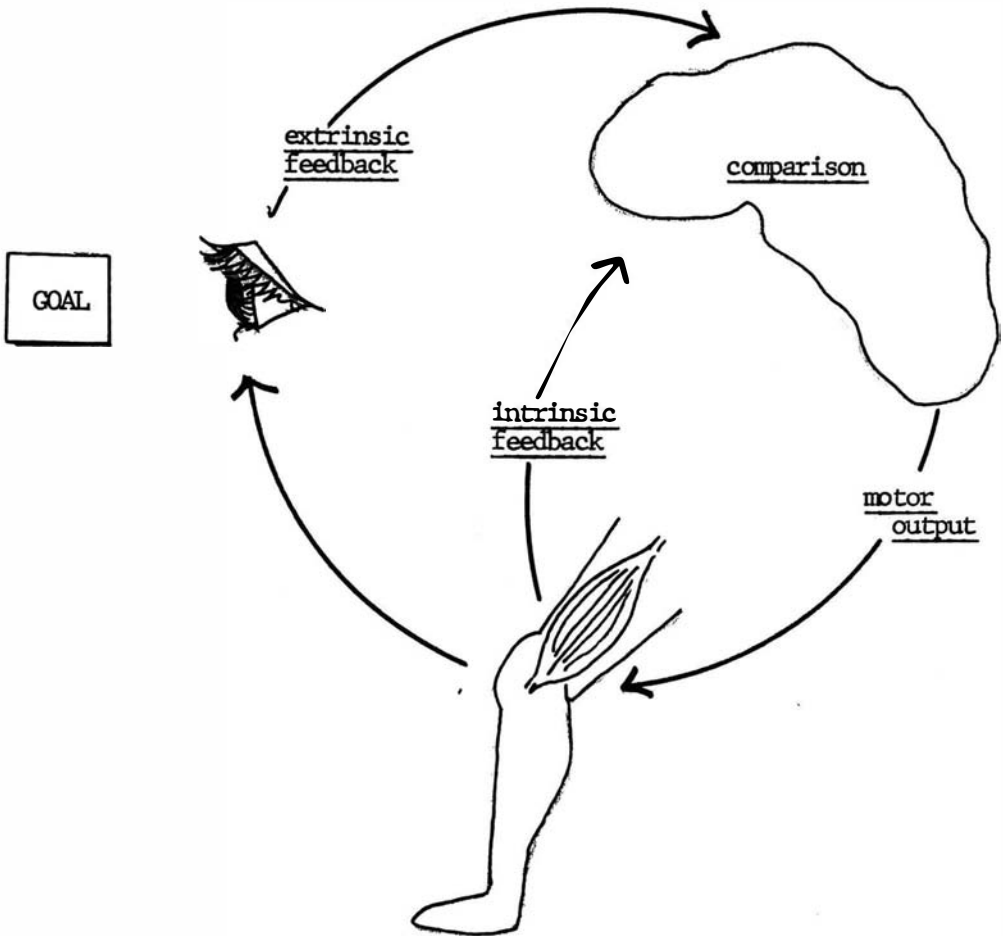 extrinsic
feedback
comparison
GOAL
intrinsic
feedback
motor
output